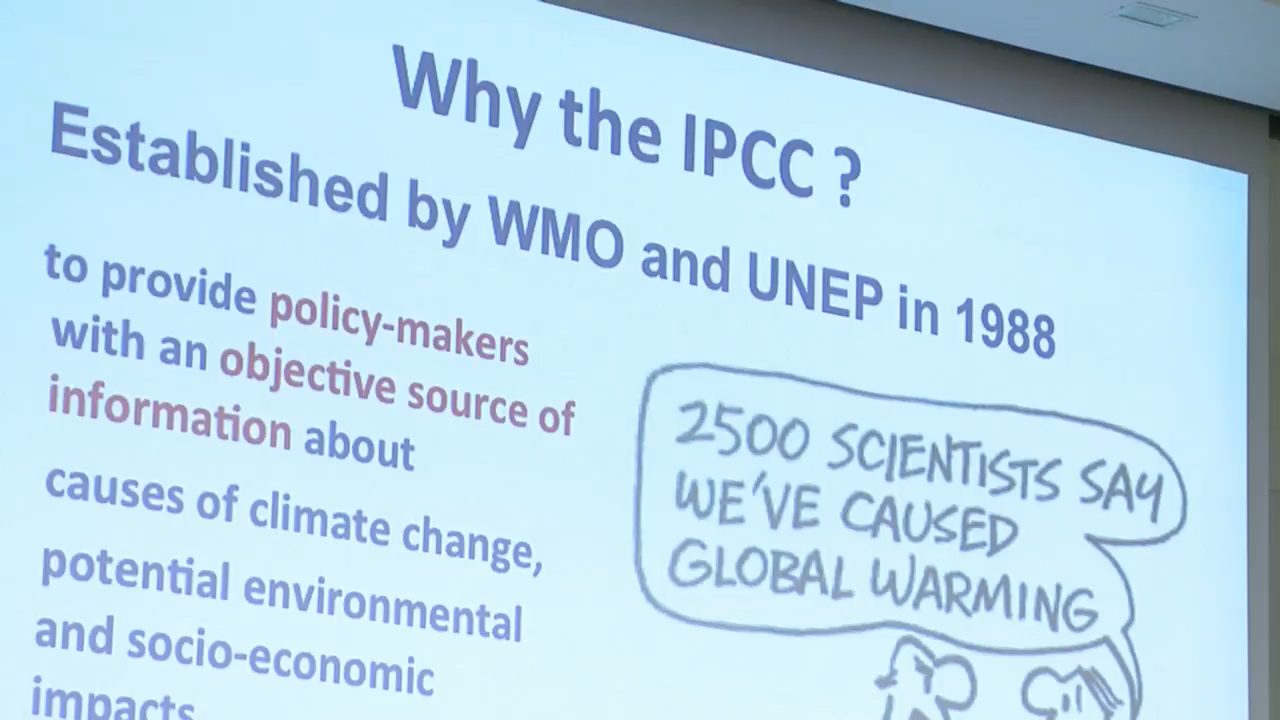 Why the IPCC ?
Established by WMO and UNEP in 1988
to provide policy-makers
with an objective source of
information about
causes of climate change,
potential environmental
and socio-economic
impacts
2500 SCIENTISTS SAY
WE'VE CAUSED
GLOBAL WARMING